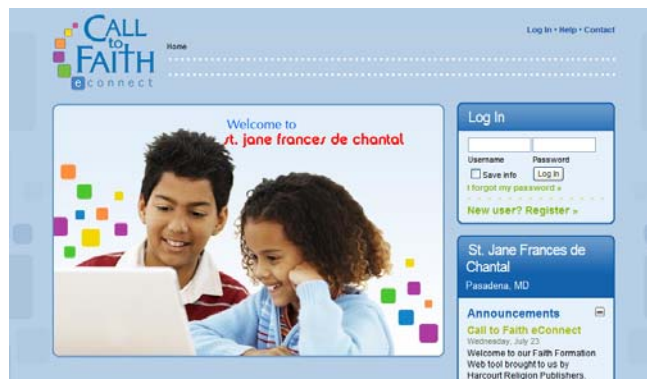 CALL
to
FAITH
e connect
Home
Log In • Help • Contact
Welcome to
st. jane frances de chantal
Log In
Username Password
Save info Log In
I forgot my password »
New user? Register »
St. Jane Frances de
Chantal
Pasadena, MD
Announcements
Call to Faith eConnect
Wednesday, July 23
Welcome to our Faith Formation
Web tool brought to us by
Harcourt Religion Publishers.